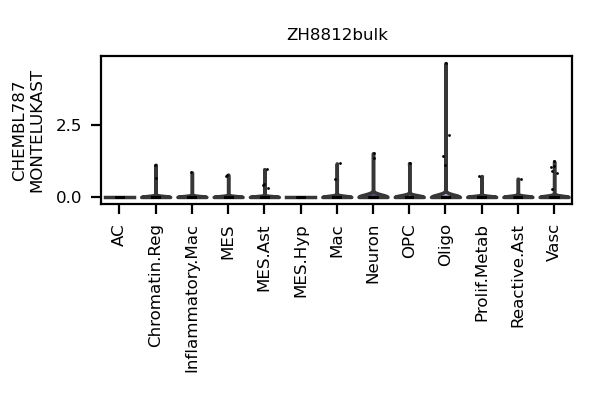 ZH8812bulk
CHEMBL787
MONTELUKAST
2.5
0.0
AC
Chromatin.Reg
Inflammatory.Mac
MES
MES.Ast
MES.Hyp
Mac
Neuron
OPC
Oligo
Prolif.Metab
Reactive.Ast
Vasc